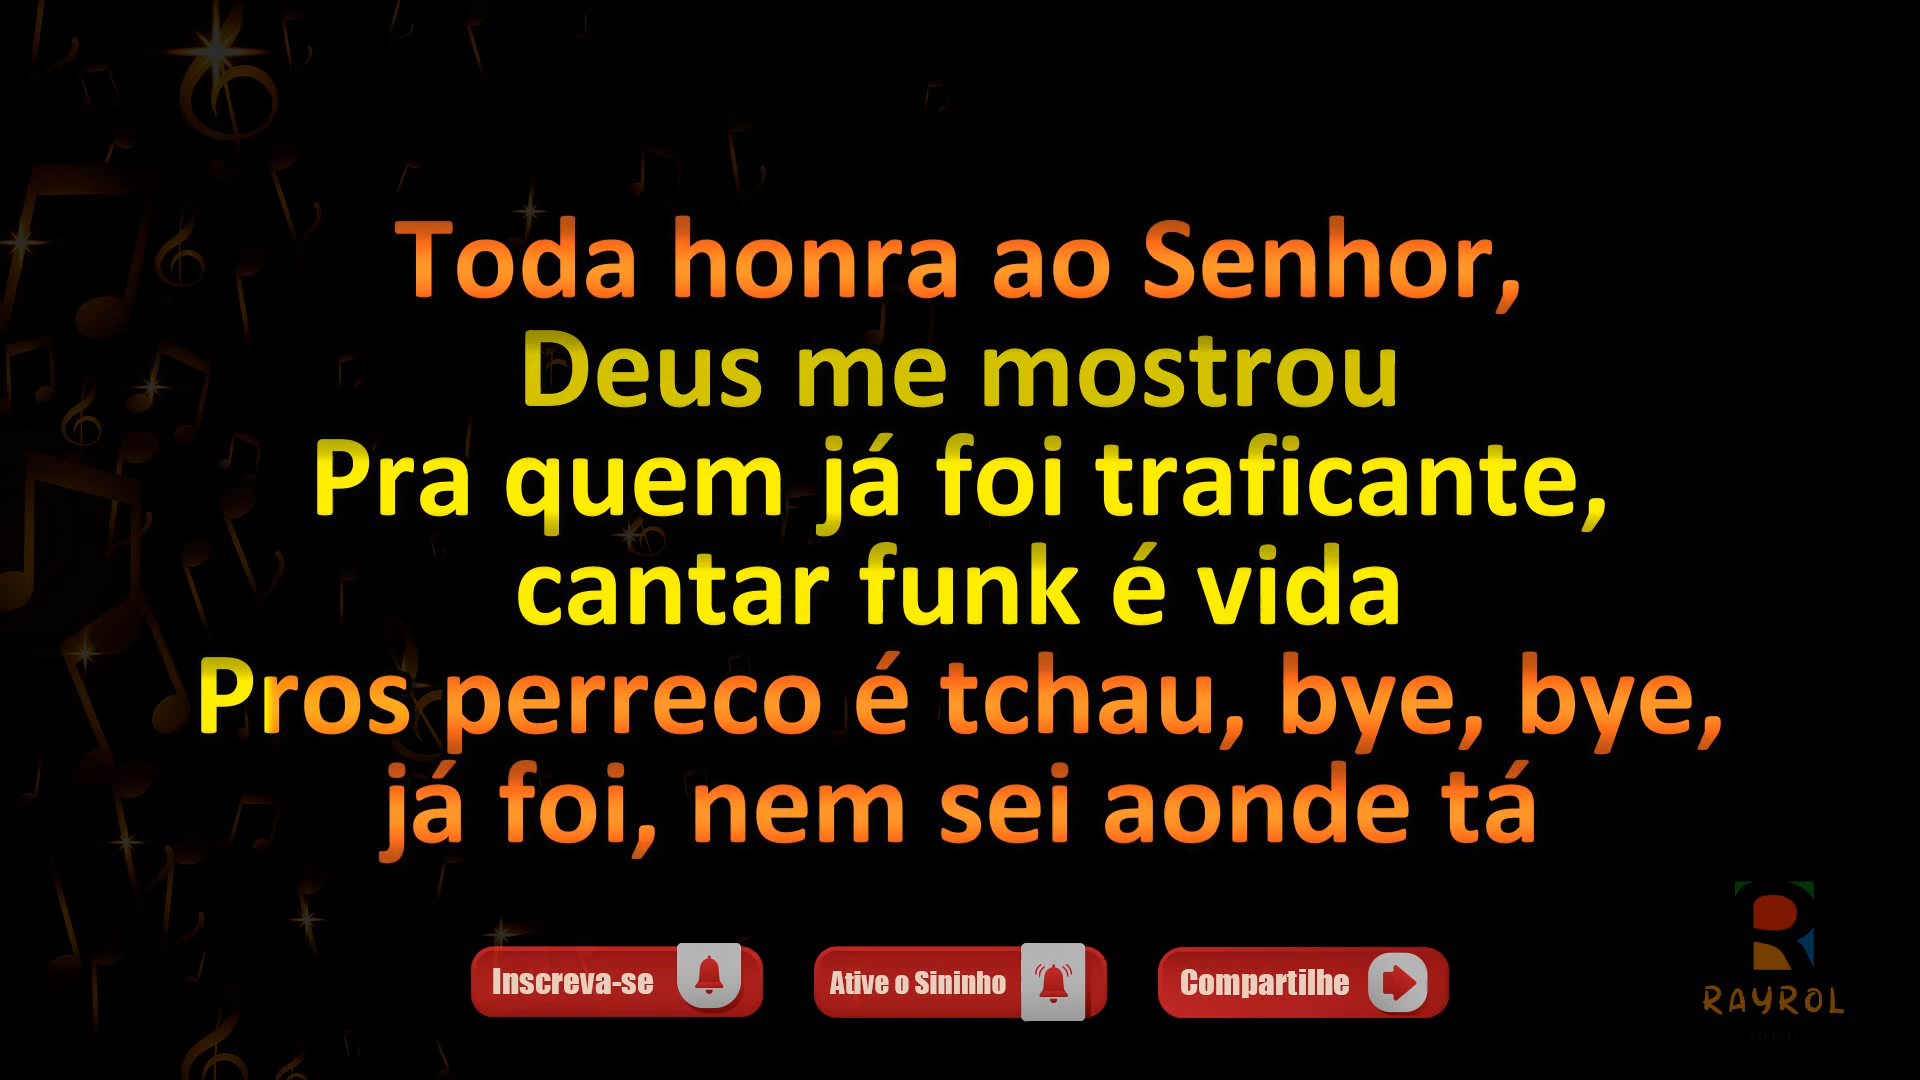 Toda honra ao Senhor,
Deus me mostrou
Pra quem já foi traficante,
cantar funk é vida
Pros perreco é tchau, bye, bye,
já foi, nem sei aonde tá
Inscreva-se
Ative o Sininho
Compartilhe
RAYROL